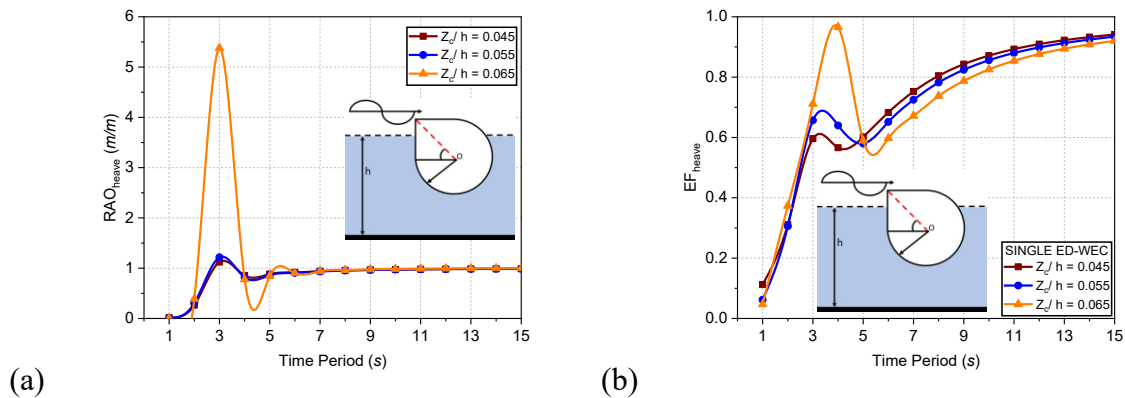 6
5
4
3
2
1
0
1 3 5 7 9 11 13 15
RAO_heave (m/m)
Time Period (s)
Z_c/ h = 0.045
Z_c/ h = 0.055
Z_c/ h = 0.065
h
o
(a)
1.0
0.8
0.6
0.4
0.2
0.0
1 3 5 7 9 11 13 15
EF_heave
Time Period (s)
h
o
SINGLE ED-WEC
Z_c/ h = 0.045
Z_c/ h = 0.055
Z_c/ h = 0.065
(b)